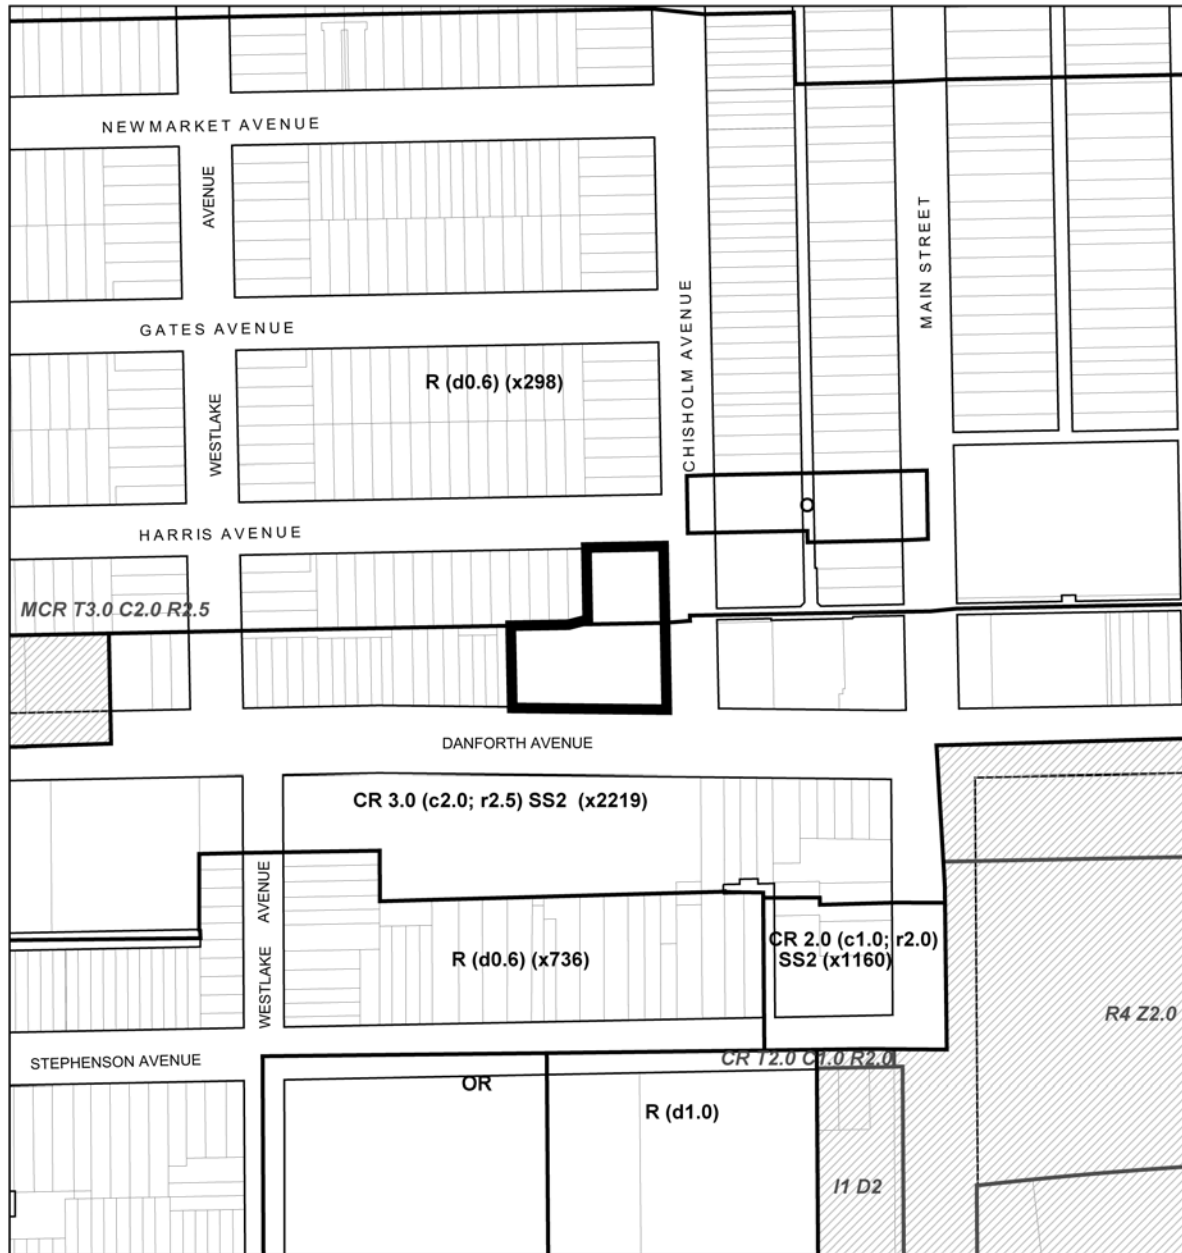 NEWMARKET AVENUE
AVENUE
MAIN STREET
GATES AVENUE
CHISHOLM AVENUE
R (d0.6) (x298)
WESTLAKE
O
HARRIS AVENUE
MCR T3.0 C2.0 R2.5
DANFORTH AVENUE
CR 3.0 (c2.0; r2.5) SS2 (x2219)
WESTLAKE AVENUE
R (d0.6) (x736)
CR 2.0 (c1.0; r2.0)
SS2 (x1160)
R4 Z2.0
STEPHENSON AVENUE
CR T2.0 C1.0 R2.0
OR
R (d1.0)
I1 D2